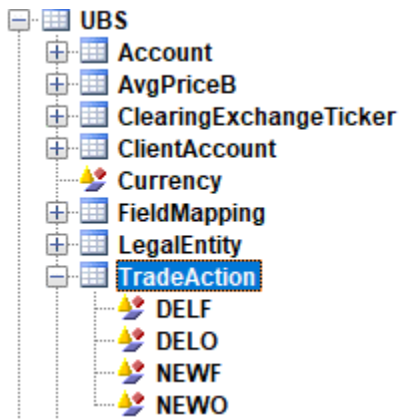 UBS
Account
AvgPriceB
ClearingExchangeTicker
ClientAccount
Currency
FieldMapping
LegalEntity
TradeAction
DELF
DELO
NEWF
NEWO